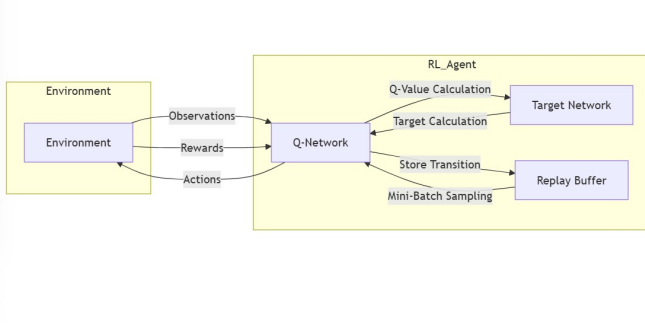 RL_Agent
Environment
Q-Value Calculation
Target Network
Observations
Target Calculation
Environment
Rewards
Q-Network
Store Transition
Actions
Replay Buffer
Mini-Batch Sampling